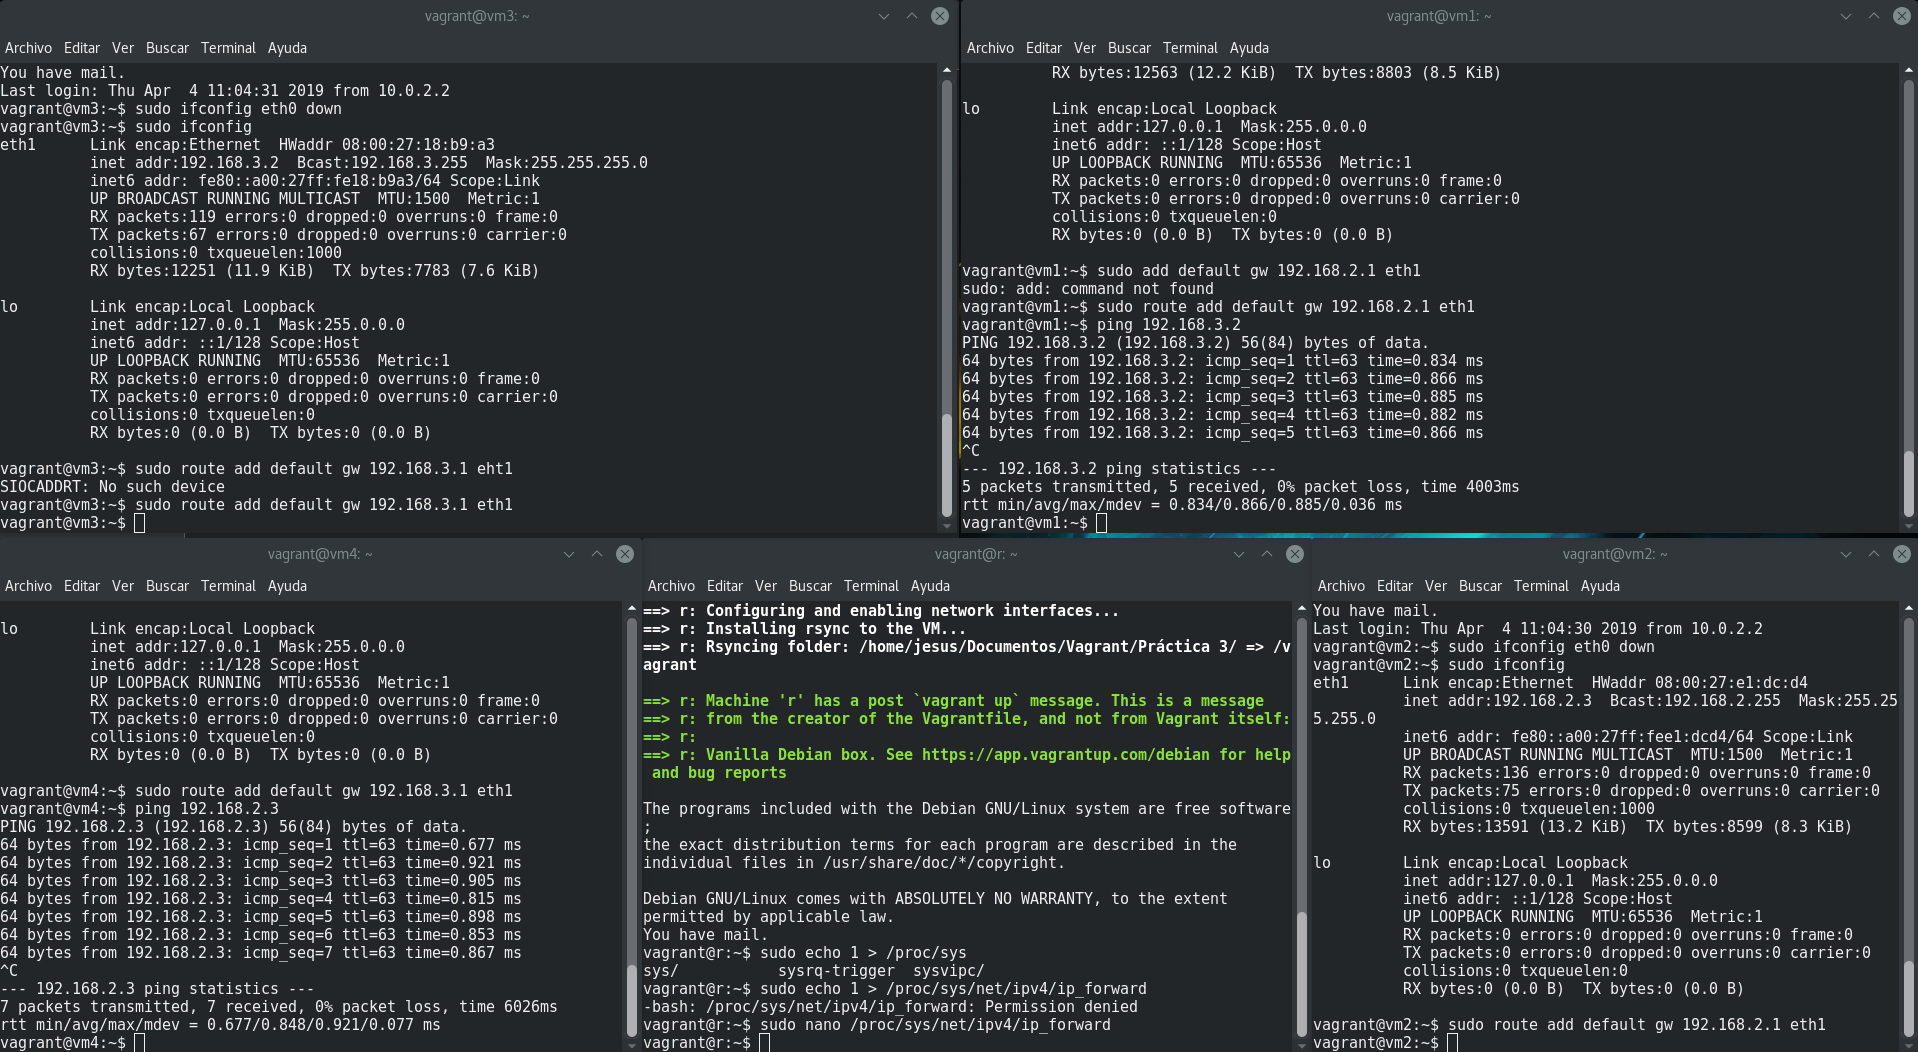 vagrant@vm3: ~
Archivo Editar Ver Buscar Terminal Ayuda
You have mail.
Last login: Thu Apr  4 11:04:31 2019 from 10.0.2.2
vagrant@vm3:~$ sudo ifconfig eth0 down
vagrant@vm3:~$ sudo ifconfig
eth1      Link encap:Ethernet  HWaddr 08:00:27:18:b9:a3
          inet addr:192.168.3.2  Bcast:192.168.3.255  Mask:255.255.255.0
          inet6 addr: fe80::a00:27ff:fe18:b9a3/64 Scope:Link
          UP BROADCAST RUNNING MULTICAST  MTU:1500  Metric:1
          RX packets:119 errors:0 dropped:0 overruns:0 frame:0
          TX packets:67 errors:0 dropped:0 overruns:0 carrier:0
          collisions:0 txqueuelen:1000
          RX bytes:12251 (11.9 KiB)  TX bytes:7783 (7.6 KiB)
lo        Link encap:Local Loopback
          inet addr:127.0.0.1  Mask:255.0.0.0
          inet6 addr: ::1/128 Scope:Host
          UP LOOPBACK RUNNING  MTU:65536  Metric:1
          RX packets:0 errors:0 dropped:0 overruns:0 frame:0
          TX packets:0 errors:0 dropped:0 overruns:0 carrier:0
          collisions:0 txqueuelen:0
          RX bytes:0 (0.0 B)  TX bytes:0 (0.0 B)
vagrant@vm3:~$ sudo route add default gw 192.168.3.1 eht1
SIOCADDRT: No such device
vagrant@vm3:~$ sudo route add default gw 192.168.3.1 eth1
vagrant@vm3:~$
vagrant@vm1: ~
Archivo Editar Ver Buscar Terminal Ayuda
          RX bytes:12563 (12.2 KiB)  TX bytes:8803 (8.5 KiB)
lo        Link encap:Local Loopback
          inet addr:127.0.0.1  Mask:255.0.0.0
          inet6 addr: ::1/128 Scope:Host
          UP LOOPBACK RUNNING  MTU:65536  Metric:1
          RX packets:0 errors:0 dropped:0 overruns:0 frame:0
          TX packets:0 errors:0 dropped:0 overruns:0 carrier:0
          collisions:0 txqueuelen:0
          RX bytes:0 (0.0 B)  TX bytes:0 (0.0 B)
vagrant@vm1:~$ sudo add default gw 192.168.2.1 eth1
sudo: add: command not found
vagrant@vm1:~$ sudo route add default gw 192.168.2.1 eth1
vagrant@vm1:~$ ping 192.168.3.2
PING 192.168.3.2 (192.168.3.2) 56(84) bytes of data.
64 bytes from 192.168.3.2: icmp_seq=1 ttl=63 time=0.834 ms
64 bytes from 192.168.3.2: icmp_seq=2 ttl=63 time=0.866 ms
64 bytes from 192.168.3.2: icmp_seq=3 ttl=63 time=0.885 ms
64 bytes from 192.168.3.2: icmp_seq=4 ttl=63 time=0.882 ms
64 bytes from 192.168.3.2: icmp_seq=5 ttl=63 time=0.866 ms
^C
--- 192.168.3.2 ping statistics ---
5 packets transmitted, 5 received, 0% packet loss, time 4003ms
rtt min/avg/max/mdev = 0.834/0.866/0.885/0.036 ms
vagrant@vm1:~$
vagrant@vm4: ~
Archivo Editar Ver Buscar Terminal Ayuda
lo        Link encap:Local Loopback
          inet addr:127.0.0.1  Mask:255.0.0.0
          inet6 addr: ::1/128 Scope:Host
          UP LOOPBACK RUNNING  MTU:65536  Metric:1
          RX packets:0 errors:0 dropped:0 overruns:0 frame:0
          TX packets:0 errors:0 dropped:0 overruns:0 carrier:0
          collisions:0 txqueuelen:0
          RX bytes:0 (0.0 B)  TX bytes:0 (0.0 B)
vagrant@vm4:~$ sudo route add default gw 192.168.3.1 eth1
vagrant@vm4:~$ ping 192.168.2.3
PING 192.168.2.3 (192.168.2.3) 56(84) bytes of data.
64 bytes from 192.168.2.3: icmp_seq=1 ttl=63 time=0.677 ms
64 bytes from 192.168.2.3: icmp_seq=2 ttl=63 time=0.921 ms
64 bytes from 192.168.2.3: icmp_seq=3 ttl=63 time=0.905 ms
64 bytes from 192.168.2.3: icmp_seq=4 ttl=63 time=0.815 ms
64 bytes from 192.168.2.3: icmp_seq=5 ttl=63 time=0.898 ms
64 bytes from 192.168.2.3: icmp_seq=6 ttl=63 time=0.853 ms
64 bytes from 192.168.2.3: icmp_seq=7 ttl=63 time=0.867 ms
^C
--- 192.168.2.3 ping statistics ---
7 packets transmitted, 7 received, 0% packet loss, time 6026ms
rtt min/avg/max/mdev = 0.677/0.848/0.921/0.077 ms
vagrant@vm4:~$
vagrant@r: ~
Archivo Editar Ver Buscar Terminal Ayuda
==> r: Configuring and enabling network interfaces...
==> r: Installing rsync to the VM...
==> r: Rsyncing folder: /home/jesus/Documentos/Vagrant/Práctica 3/ => /v
agrant
==> r: Machine 'r' has a post `vagrant up` message. This is a message
==> r: from the creator of the Vagrantfile, and not from Vagrant itself:
==> r:
==> r: Vanilla Debian box. See https://app.vagrantup.com/debian for help
 and bug reports
The programs included with the Debian GNU/Linux system are free software
;
the exact distribution terms for each program are described in the
individual files in /usr/share/doc/*/copyright.
Debian GNU/Linux comes with ABSOLUTELY NO WARRANTY, to the extent
permitted by applicable law.
You have mail.
vagrant@r:~$ sudo echo 1 > /proc/sys
sys/           sysrq-trigger  sysvipc/
vagrant@r:~$ sudo echo 1 > /proc/sys/net/ipv4/ip_forward
-bash: /proc/sys/net/ipv4/ip_forward: Permission denied
vagrant@r:~$ sudo nano /proc/sys/net/ipv4/ip_forward
vagrant@r:~$
vagrant@vm2: ~
Archivo Editar Ver Buscar Terminal Ayuda
You have mail.
Last login: Thu Apr  4 11:04:30 2019 from 10.0.2.2
vagrant@vm2:~$ sudo ifconfig eth0 down
vagrant@vm2:~$ sudo ifconfig
eth1      Link encap:Ethernet  HWaddr 08:00:27:e1:dc:d4
          inet addr:192.168.2.3  Bcast:192.168.2.255  Mask:255.25
5.255.0
          inet6 addr: fe80::a00:27ff:fee1:dcd4/64 Scope:Link
          UP BROADCAST RUNNING MULTICAST  MTU:1500  Metric:1
          RX packets:136 errors:0 dropped:0 overruns:0 frame:0
          TX packets:75 errors:0 dropped:0 overruns:0 carrier:0
          collisions:0 txqueuelen:1000
          RX bytes:13591 (13.2 KiB)  TX bytes:8599 (8.3 KiB)
lo        Link encap:Local Loopback
          inet addr:127.0.0.1  Mask:255.0.0.0
          inet6 addr: ::1/128 Scope:Host
          UP LOOPBACK RUNNING  MTU:65536  Metric:1
          RX packets:0 errors:0 dropped:0 overruns:0 frame:0
          TX packets:0 errors:0 dropped:0 overruns:0 carrier:0
          collisions:0 txqueuelen:0
          RX bytes:0 (0.0 B)  TX bytes:0 (0.0 B)
vagrant@vm2:~$ sudo route add default gw 192.168.2.1 eth1
vagrant@vm2:~$